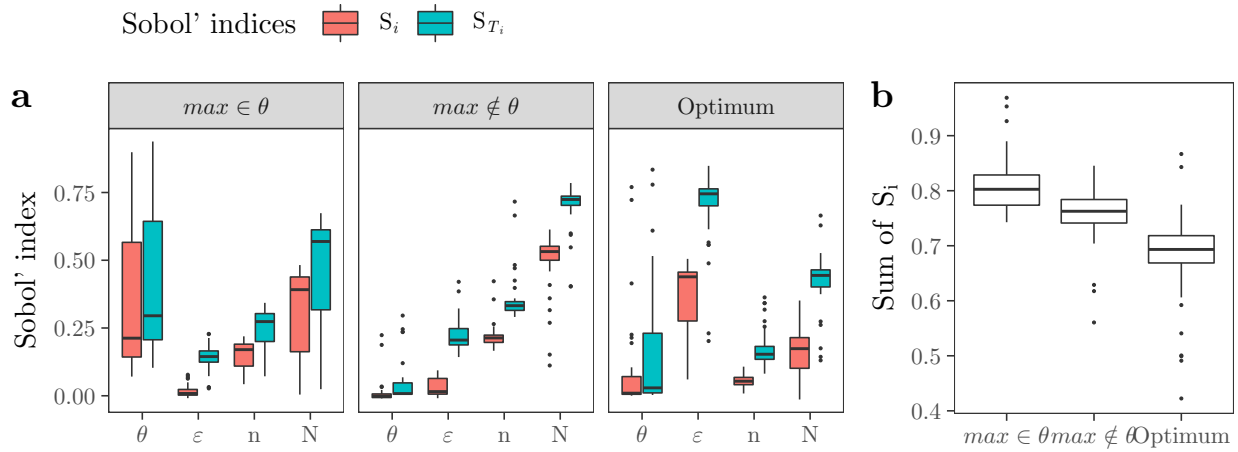 Sobol' indices S_i S_{T_i}
a
max ∈ θ max ∉ θ Optimum
Sobol' index
0.75
0.50
0.25
0.00
θ ε n N θ ε n N θ ε n N
b
Sum of S_i
0.9
0.8
0.7
0.6
0.5
0.4
max ∈ θ max ∉ θ Optimum